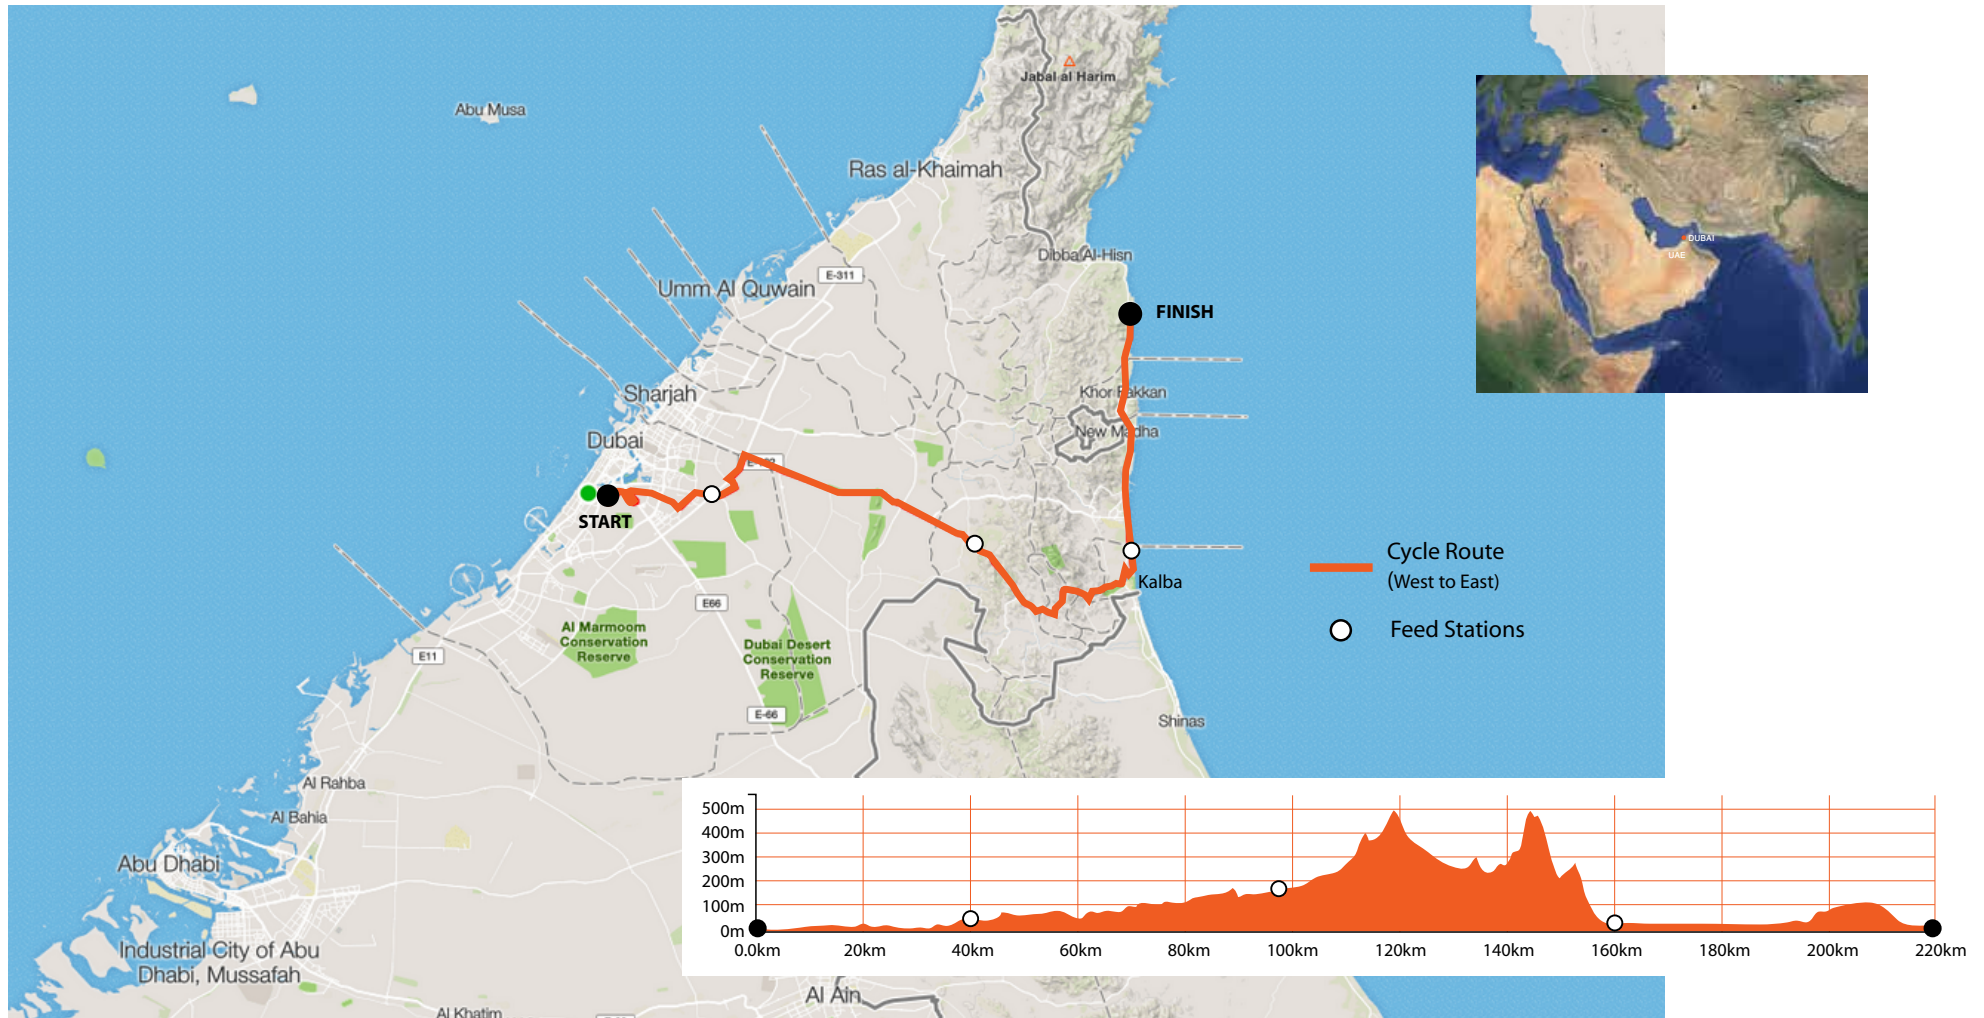 Jabal al Harim
Abu Musa
Ras al-Khaimah
Dibba Al-Hisn
E-311
Umm Al Quwain
FINISH
Khor Fakkan
Sharjah
New Madha
Dubai
START
Kalba
E66
Al Marmoom
Conservation
Reserve
Dubai Desert
Conservation
Reserve
E11
E-66
Shinas
Al Rahba
Al Bahia
Abu Dhabi
Industrial City of Abu
Dhabi, Mussafah
Al Ain
Al Khatim
DUBAI
UAE
Cycle Route
(West to East)
Feed Stations
500m
400m
300m
200m
100m
0m
0.0km 20km 40km 60km 80km 100km 120km 140km 160km 180km 200km 220km